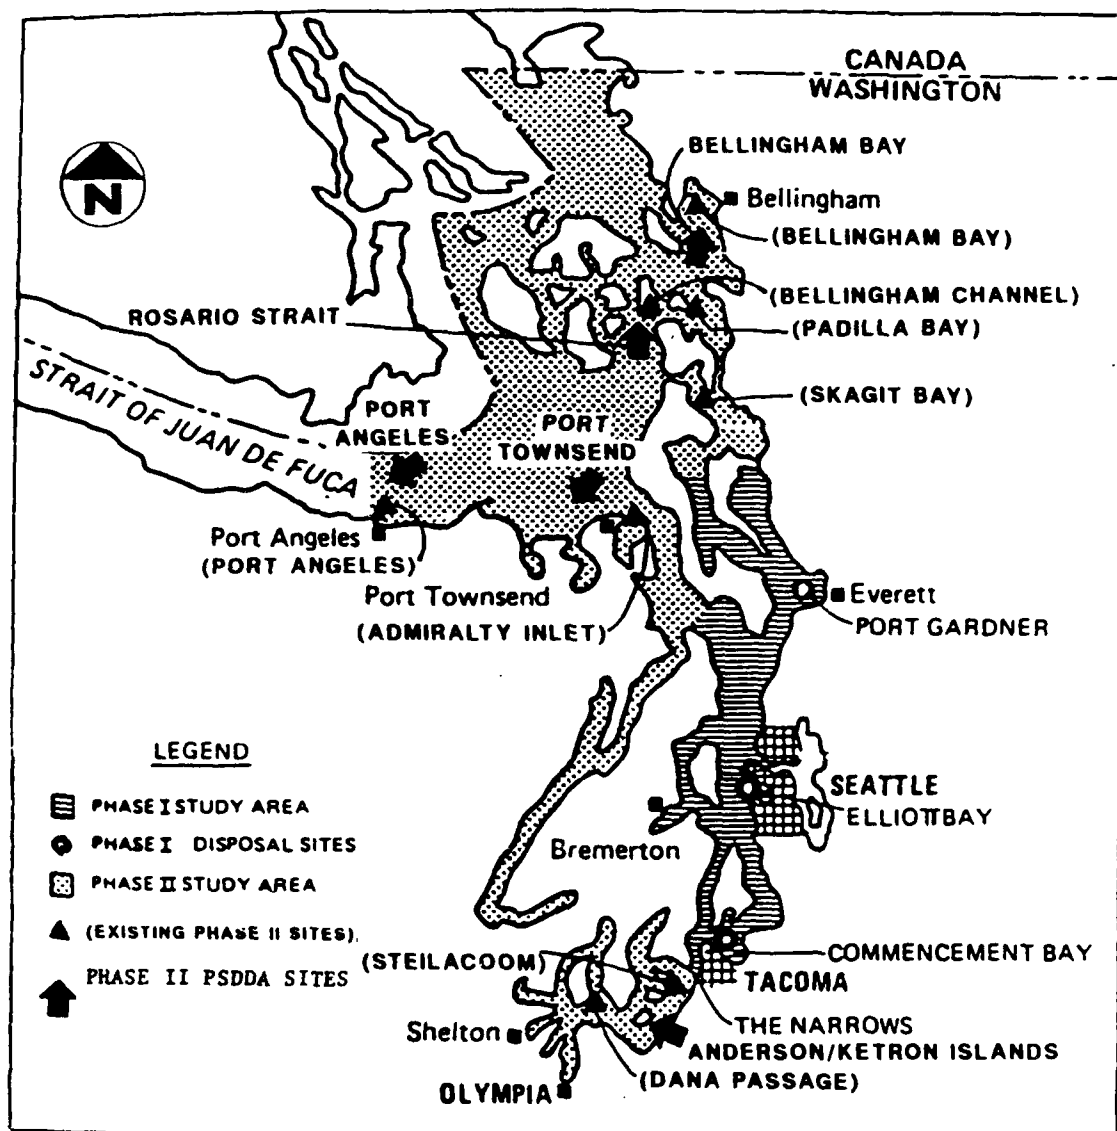 CANADA
WASHINGTON
N
BELLINGHAM BAY
Bellingham
(BELLINGHAM BAY)
(BELLINGHAM CHANNEL)
ROSARIO STRAIT
(PADILLA BAY)
(SKAGIT BAY)
STRAIT OF JUAN DE FUCA
PORT
ANGELES
PORT
TOWNSEND
Port Angeles
(PORT ANGELES)
Port Townsend
(ADMIRALTY INLET)
Everett
PORT GARDNER
LEGEND
PHASE I STUDY AREA
PHASE I DISPOSAL SITES
PHASE II STUDY AREA
(EXISTING PHASE II SITES).
PHASE II PSDDA SITES
SEATTLE
ELLIOTT BAY
Bremerton
COMMENCEMENT BAY
(STEILACOOM)
TACOMA
THE NARROWS
Shelton
ANDERSON/KETRON ISLANDS
(DANA PASSAGE)
OLYMPIA